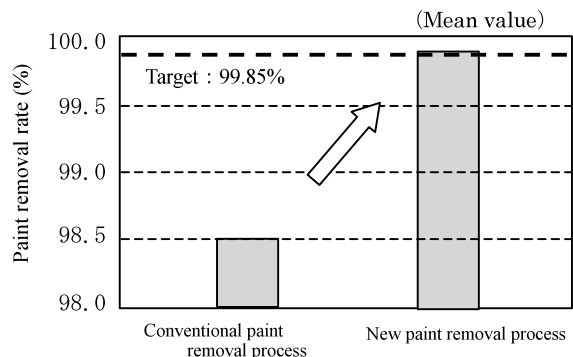 (Mean value)
100.0
Target : 99.85%
99.5
99.0
98.5
98.0
Paint removal rate (%)
Conventional paint
removal process
New paint removal process